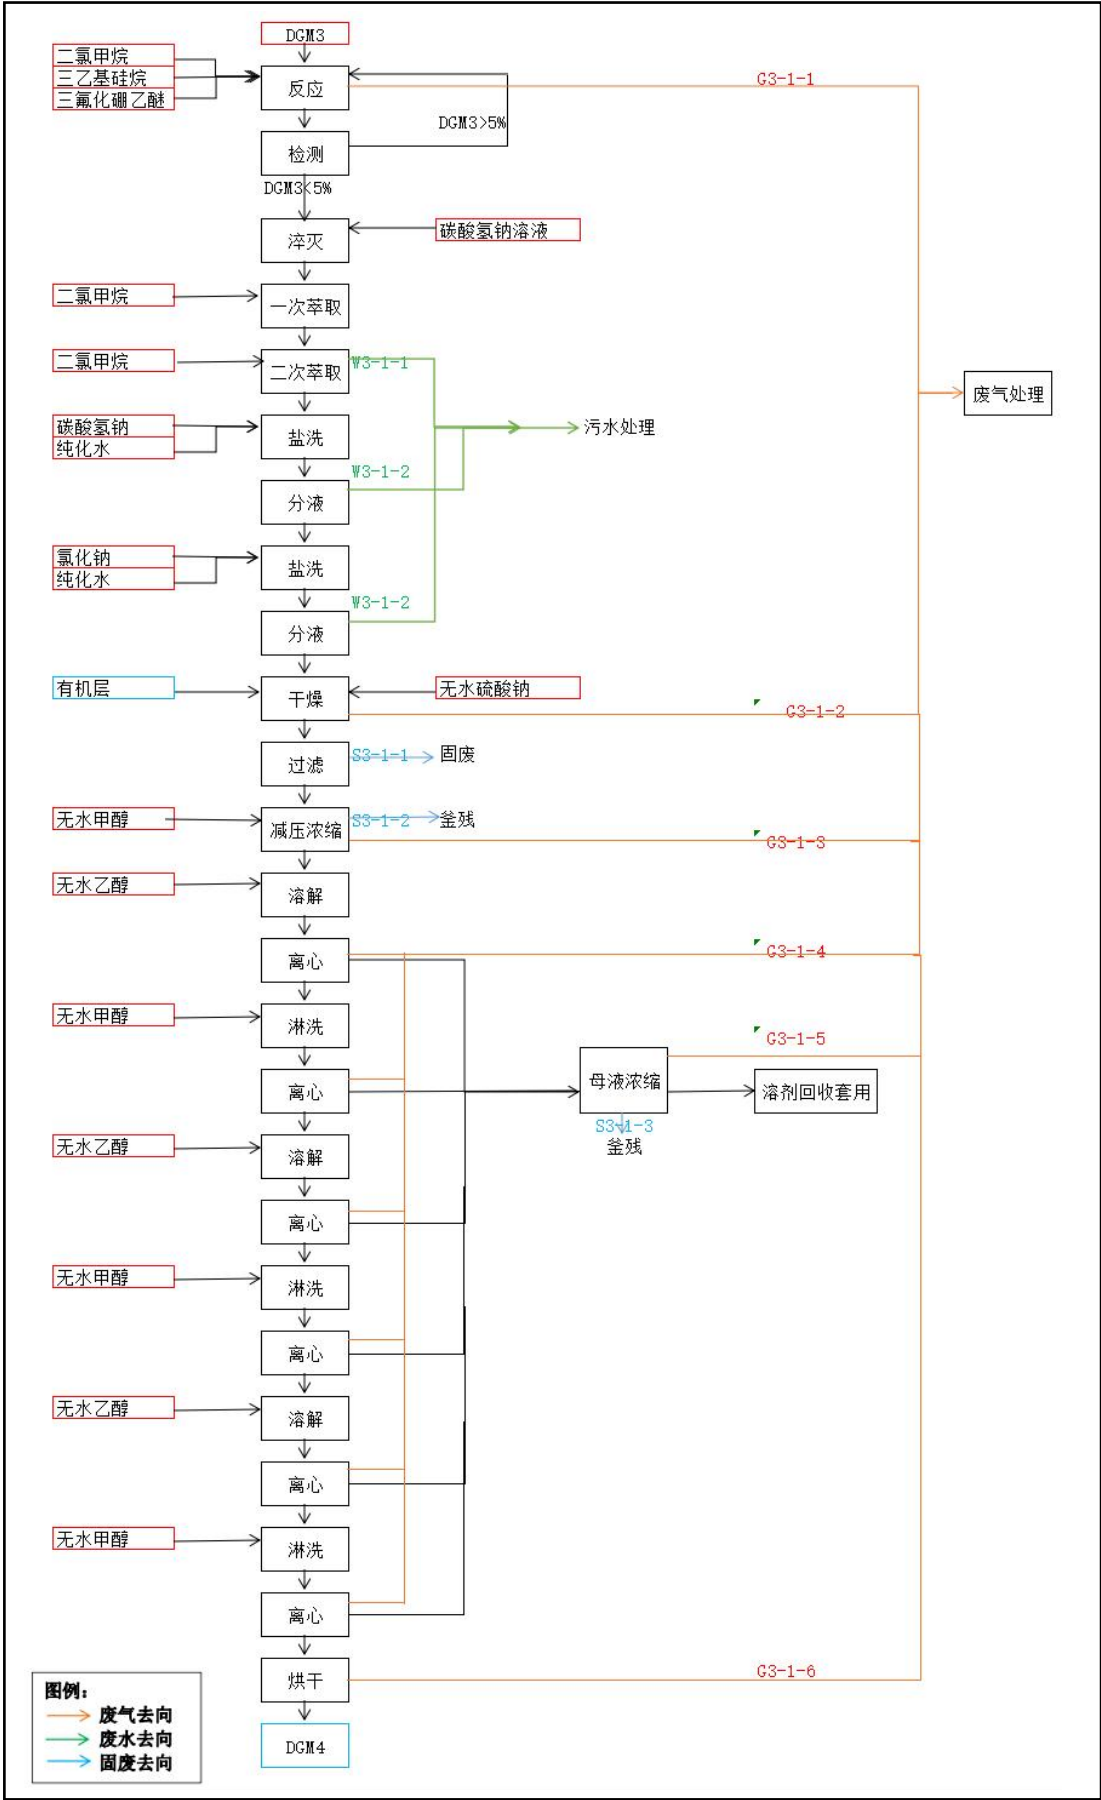 DGM3
二氯甲烷
三乙基硅烷
三氟化硼乙醚
反应
G3-1-1
DGM3>5%
检测
DGM3<5%
碳酸氢钠溶液
淬灭
二氯甲烷
一次萃取
二氯甲烷
W3-1-1
二次萃取
废气处理
碳酸氢钠
纯化水
盐洗
污水处理
W3-1-2
分液
氯化钠
纯化水
盐洗
W3-1-2
分液
有机层
干燥
无水硫酸钠
G3-1-2
过滤
S3-1-1
固废
无水甲醇
减压浓缩
S3-1-2
釜残
G3-1-3
无水乙醇
溶解
离心
G3-1-4
无水甲醇
淋洗
G3-1-5
离心
母液浓缩
溶剂回收套用
S3-1-3
釜残
无水乙醇
溶解
离心
无水甲醇
淋洗
离心
无水乙醇
溶解
离心
无水甲醇
淋洗
离心
烘干
G3-1-6
DGM4
图例：
废气去向
废水去向
固废去向